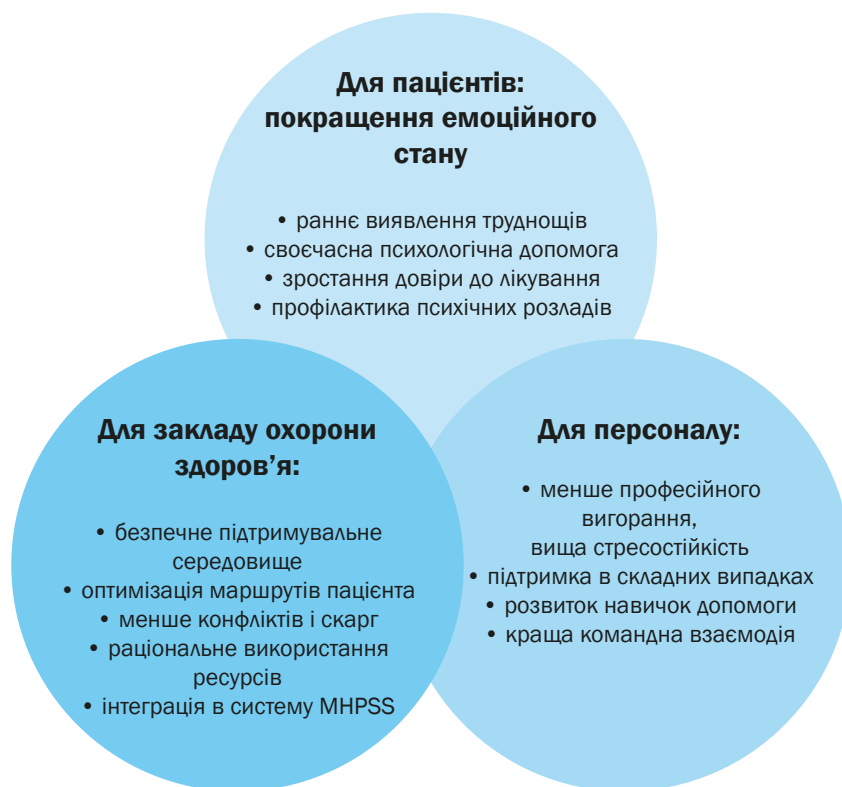 Для пацієнтів:
покращення емоційного
стану
• раннє виявлення труднощів
• своєчасна психологічна допомога
• зростання довіри до лікування
• профілактика психічних розладів
Для закладу охорони
здоров’я:
• безпечне підтримувальне
середовище
• оптимізація маршрутів пацієнта
• менше конфліктів і скарг
• раціональне використання
ресурсів
• інтеграція в систему MHPSS
Для персоналу:
• менше професійного
вигорання,
вища стресостійкість
• підтримка в складних випадках
• розвиток навичок допомоги
• краща командна взаємодія